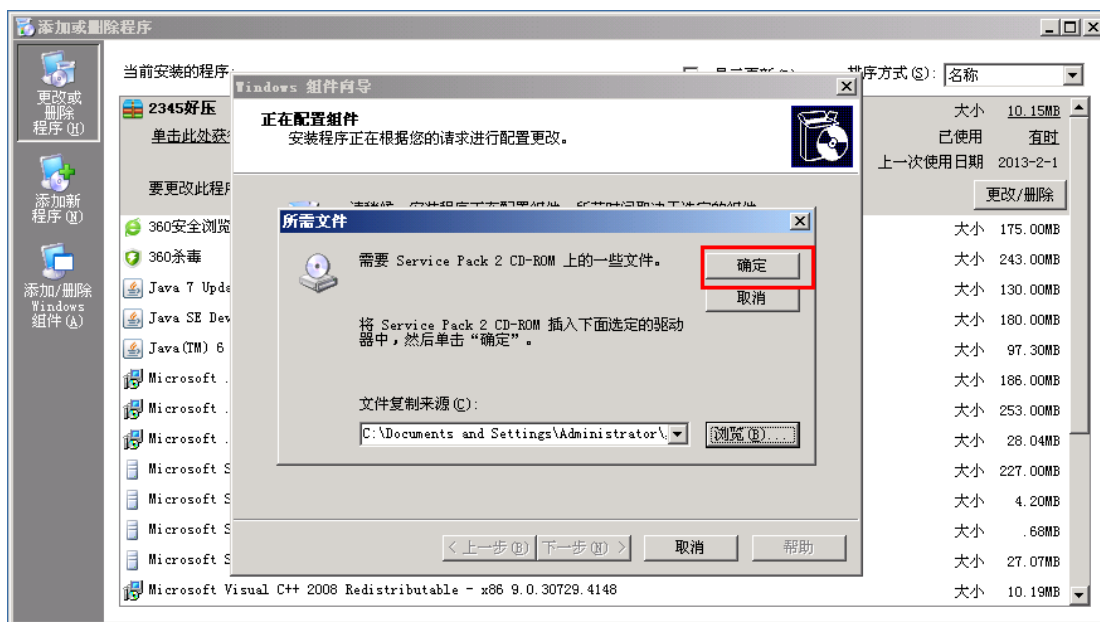 添加或删除程序
更改或
删除
程序(H)
添加新
程序(N)
添加/删除
Windows
组件(A)
当前安装的程序:
排序方式(S): 名称
2345好压
大小 10.15MB
单击此处获
已使用 有时
上一次使用日期 2013-2-1
要更改此程序
更改/删除
360安全浏览
大小 175.00MB
360杀毒
大小 243.00MB
Java 7 Upda
大小 130.00MB
Java SE Dev
大小 180.00MB
Java(TM) 6
大小 97.30MB
Microsoft .
大小 186.00MB
Microsoft .
大小 253.00MB
Microsoft .
大小 28.04MB
Microsoft S
大小 227.00MB
Microsoft S
大小 4.20MB
Microsoft S
大小 .68MB
Microsoft S
大小 27.07MB
Microsoft Visual C++ 2008 Redistributable - x86 9.0.30729.4148
大小 10.19MB
Windows 组件向导
正在配置组件
安装程序正在根据您的请求进行配置更改。
所需文件
需要 Service Pack 2 CD-ROM 上的一些文件。
确定
取消
将 Service Pack 2 CD-ROM 插入下面选定的驱动
器中，然后单击“确定”。
文件复制来源(C):
C:\Documents and Settings\Administrator\
浏览(B)...
< 上一步(B) 下一步(N) > 取消 帮助